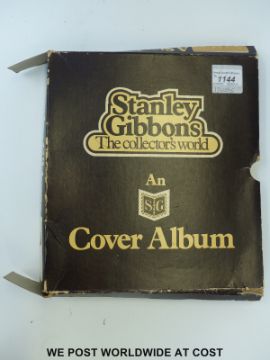 1144
Stanley
Gibbons
The collector's world
An
SG
Cover Album
WE POST WORLDWIDE AT COST